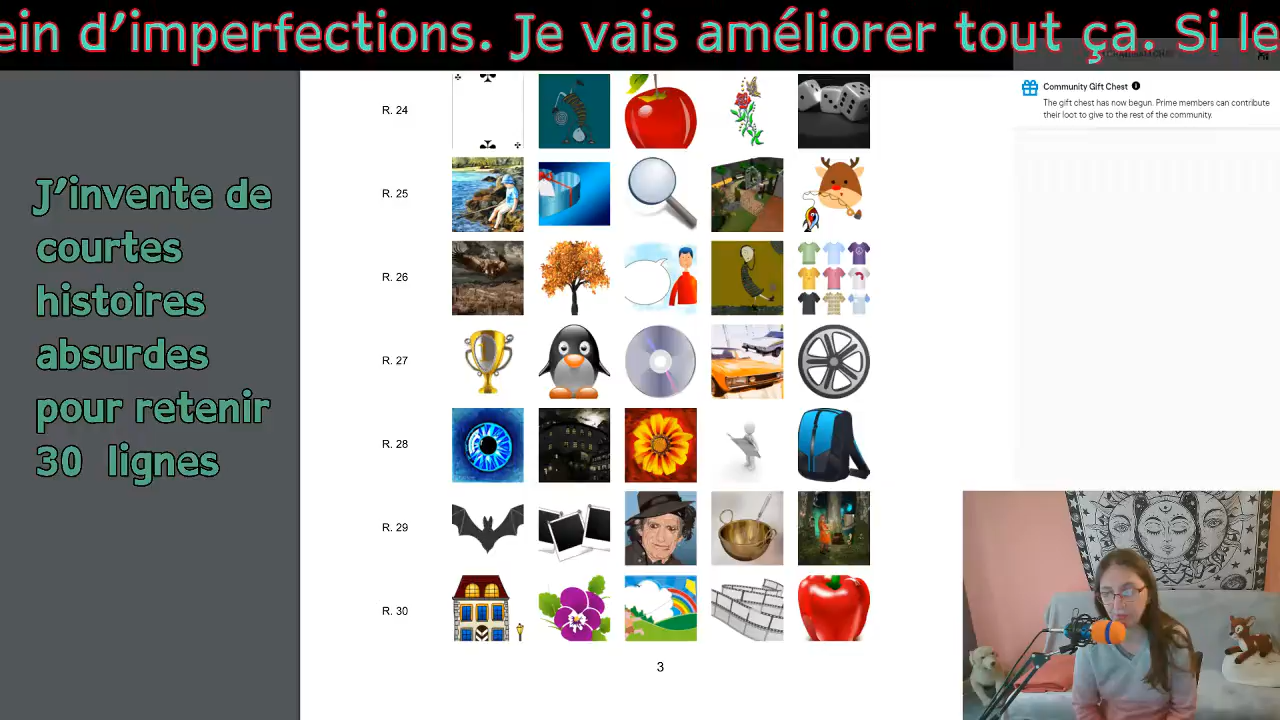 ein d'imperfections. Je vais améliorer tout ça. Si le
Community Gift Chest
The gift chest has now begun. Prime members can contribute
their loot to give to the rest of the community.
J'invente de
courtes
histoires
absurdes
pour retenir
30 lignes
R. 24
R. 25
R. 26
R. 27
R. 28
R. 29
R. 30
3